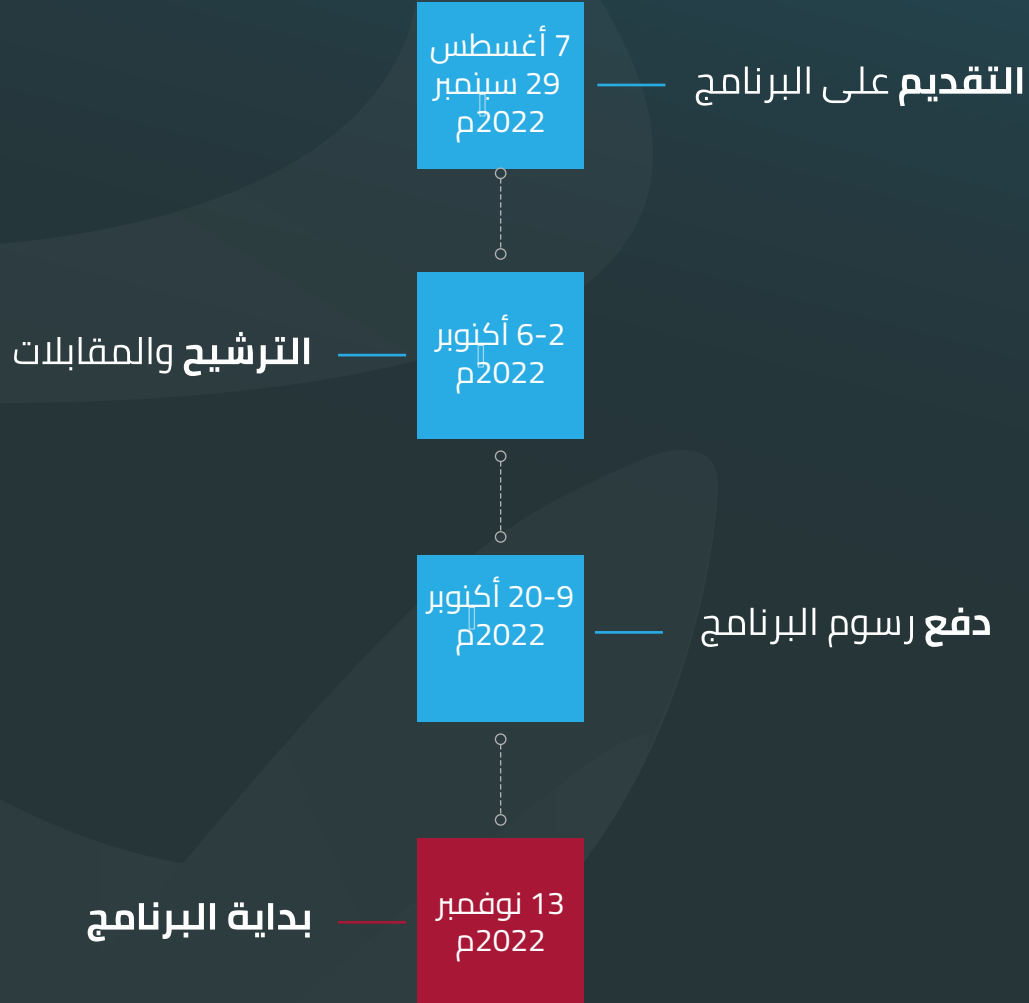 التقديم على البرنامج
7 أغسطس
29 سبتمبر
2022م
الترشيح والمقابلات
6-2 أكتوبر
2022م
دفع رسوم البرنامج
20-9 أكتوبر
2022م
بداية البرنامج
13 نوفمبر
2022م